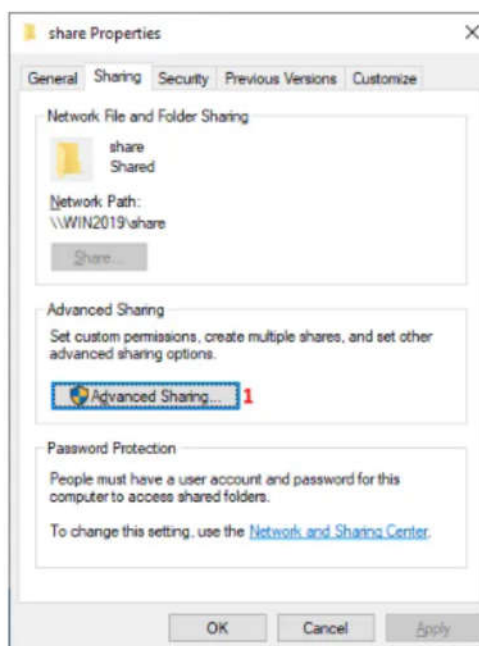 share Properties
General Sharing Security Previous Versions Customize
Network File and Folder Sharing
share
Shared
Network Path:
\\WIN2019\share
Share...
Advanced Sharing
Set custom permissions, create multiple shares, and set other
advanced sharing options.
Advanced Sharing... 1
Password Protection
People must have a user account and password for this
computer to access shared folders.
To change this setting, use the Network and Sharing Center.
OK Cancel Apply